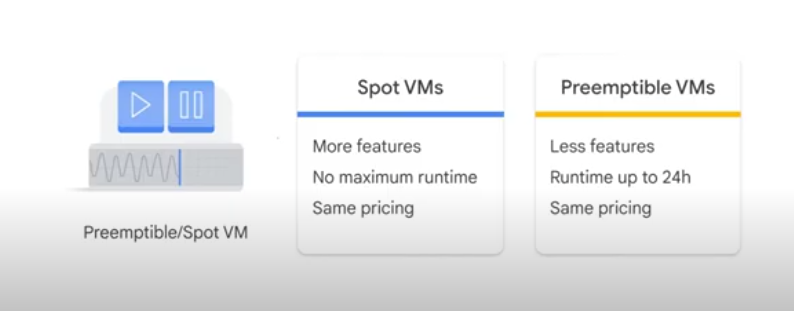 Spot VMs
More features
No maximum runtime
Same pricing
Preemptible VMs
Less features
Runtime up to 24h
Same pricing
Preemptible/Spot VM